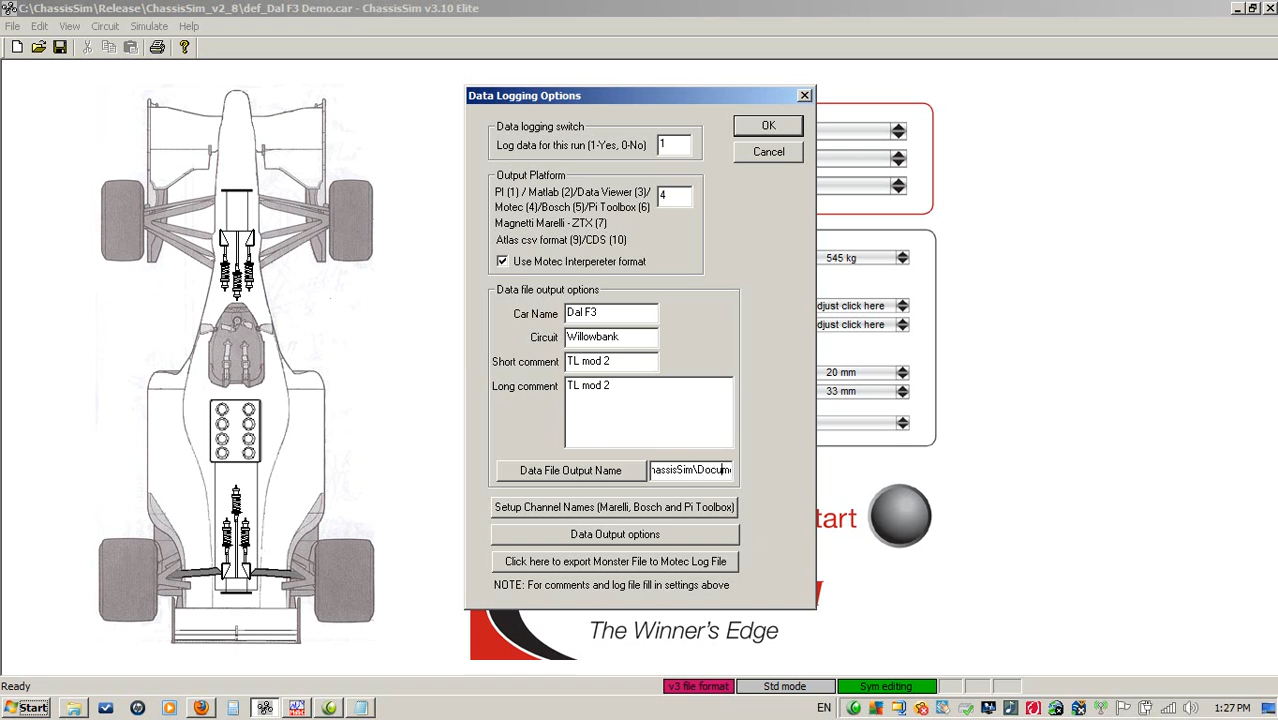 C:\ChassisSim\Release\ChassisSim_v2_8\def_Dal F3 Demo.car - ChassisSim v3.10 Elite
File Edit View Circuit Simulate Help
Data Logging Options
Data logging switch
Log data for this run (1-Yes, 0-No) 1
OK
Cancel
Output Platform
PI (1) / Matlab (2)/Data Viewer (3)/
Motec (4)/Bosch (5)/Pi Toolbox (6)
4
Magnetti Marelli - ZTX (7)
Atlas csv format (9)/CDS (10)
Use Motec Interpereter format
545 kg
Data file output options
Car Name Dal F3
djust click here
Circuit Willowbank
djust click here
Short comment TL mod 2
Long comment TL mod 2
20 mm
33 mm
Data File Output Name hassisSim\Docume
Setup Channel Names (Marelli, Bosch and Pi Toolbox)
tart
Data Output options
Click here to export Monster File to Motec Log File
NOTE: For comments and log file fill in settings above
The Winner's Edge
Ready
v3 file format
Std mode
Sym editing
Start
EN
1:27 PM